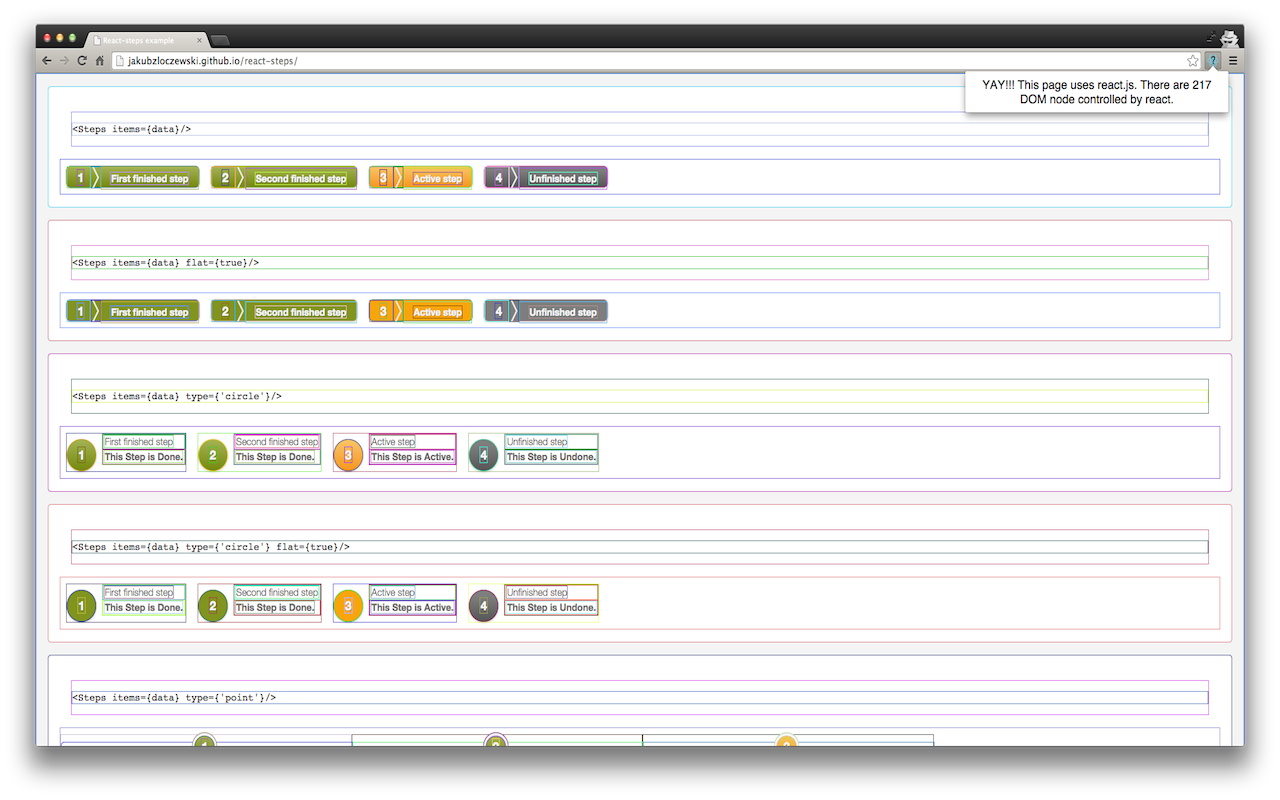 React-steps example
jakubzloczewski.github.io/react-steps/
?
YAY!!! This page uses react.js. There are 217
DOM node controlled by react.
<Steps items={data}/>
1 First finished step 2 Second finished step 3 Active step 4 Unfinished step
<Steps items={data} flat={true}/>
1 First finished step 2 Second finished step 3 Active step 4 Unfinished step
<Steps items={data} type={'circle'}/>
First finished step Second finished step Active step Unfinished step
1 This Step is Done. 2 This Step is Done. 3 This Step is Active. 4 This Step is Undone.
<Steps items={data} type={'circle'} flat={true}/>
First finished step Second finished step Active step Unfinished step
1 This Step is Done. 2 This Step is Done. 3 This Step is Active. 4 This Step is Undone.
<Steps items={data} type={'point'}/>